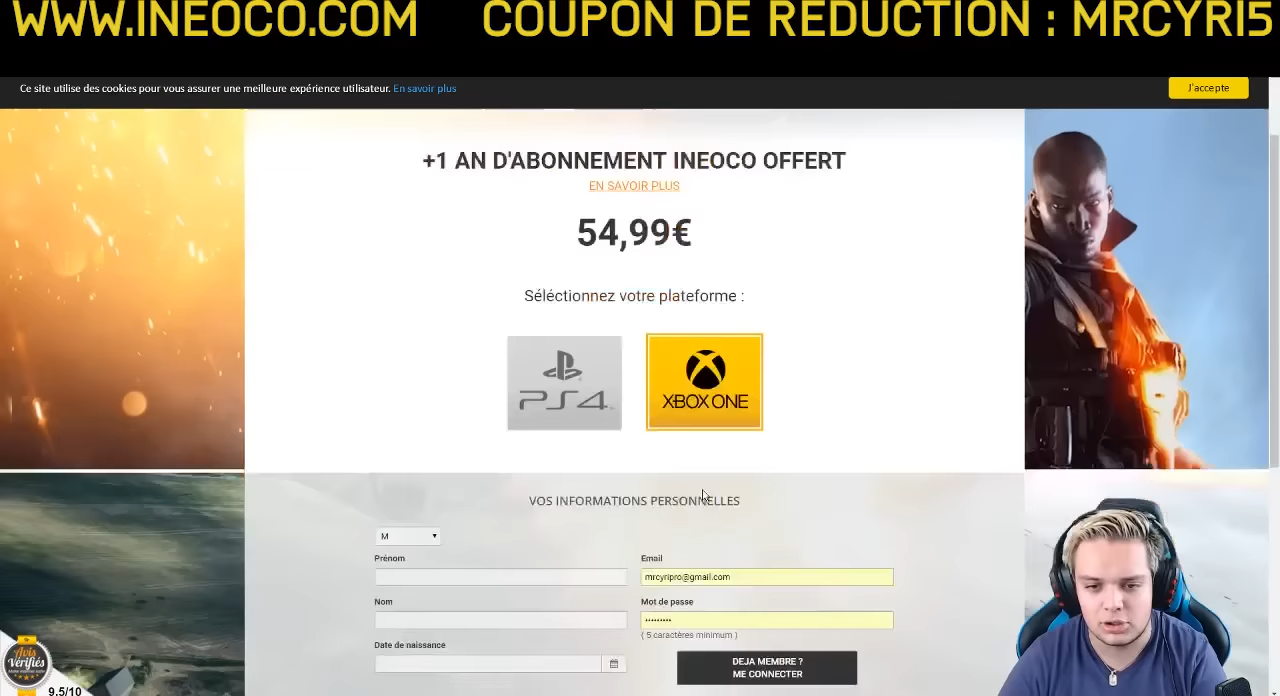 WWW.INEOCO.COM COUPON DE REDUCTION : MRCYRI5
Ce site utilise des cookies pour vous assurer une meilleure expérience utilisateur. En savoir plus
J'accepte
+1 AN D'ABONNEMENT INEOCO OFFERT
EN SAVOIR PLUS
54,99€
Séléctionnez votre plateforme :
PS4
XBOX ONE
VOS INFORMATIONS PERSONNELLES
M
Prénom
Email
mrcyripro@gmail.com
Nom
Mot de passe
•••••••••
( 5 caractères minimum )
Date de naissance
DEJA MEMBRE ?
ME CONNECTER
Avis
Vérifiés
9.5/10